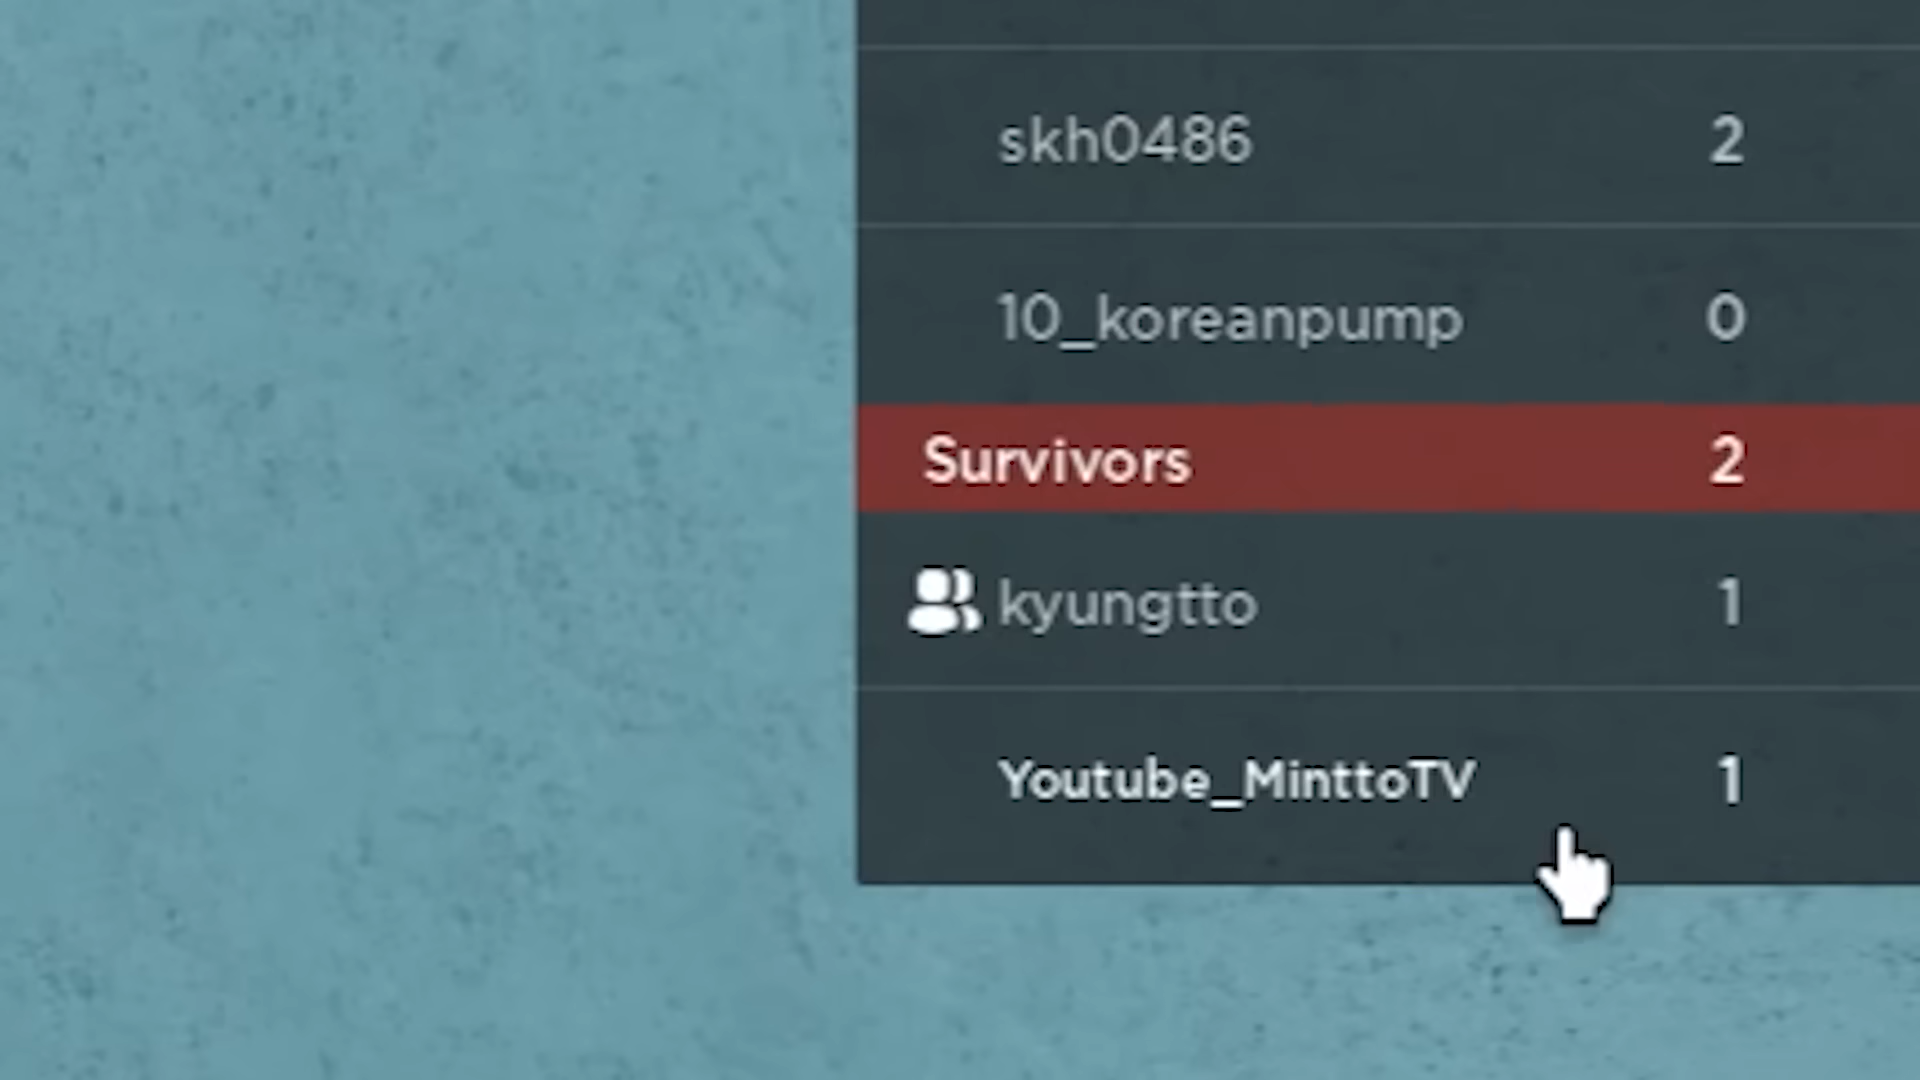 skh0486 2
10_koreanpump 0
Survivors 2
kyungtto 1
Youtube_MinttoTV 1